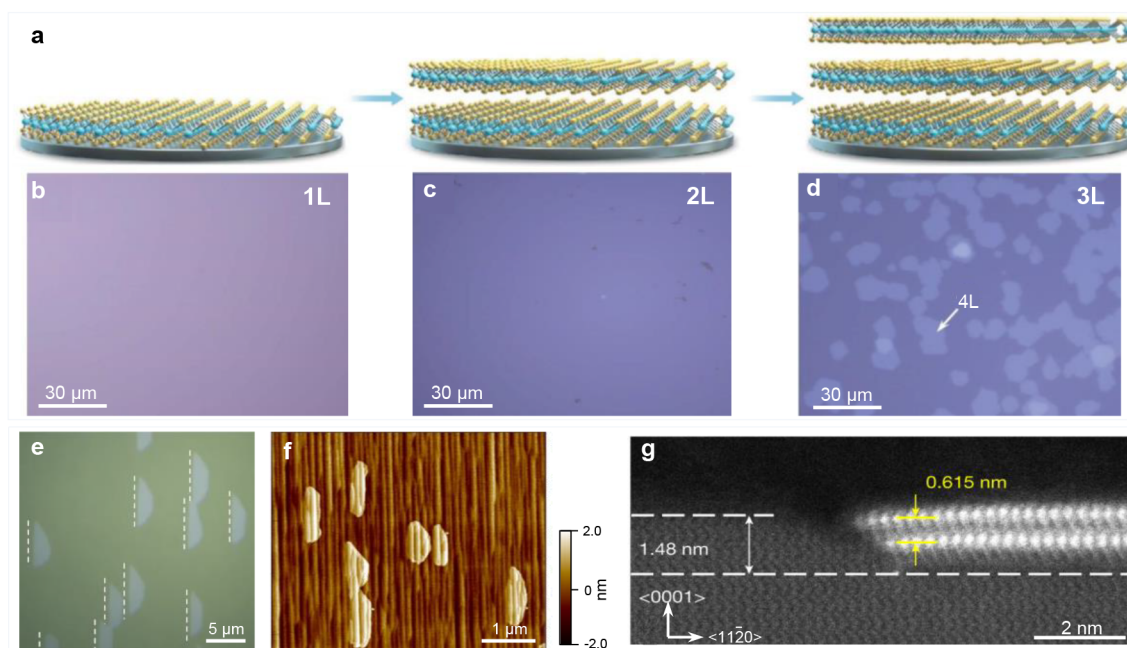 a
b
1L
30 µm
c
2L
30 µm
d
3L
4L
30 µm
e
5 µm
f
1 µm
2.0
0
nm
-2.0
g
0.615 nm
1.48 nm
<0001>
<112̄0>
2 nm